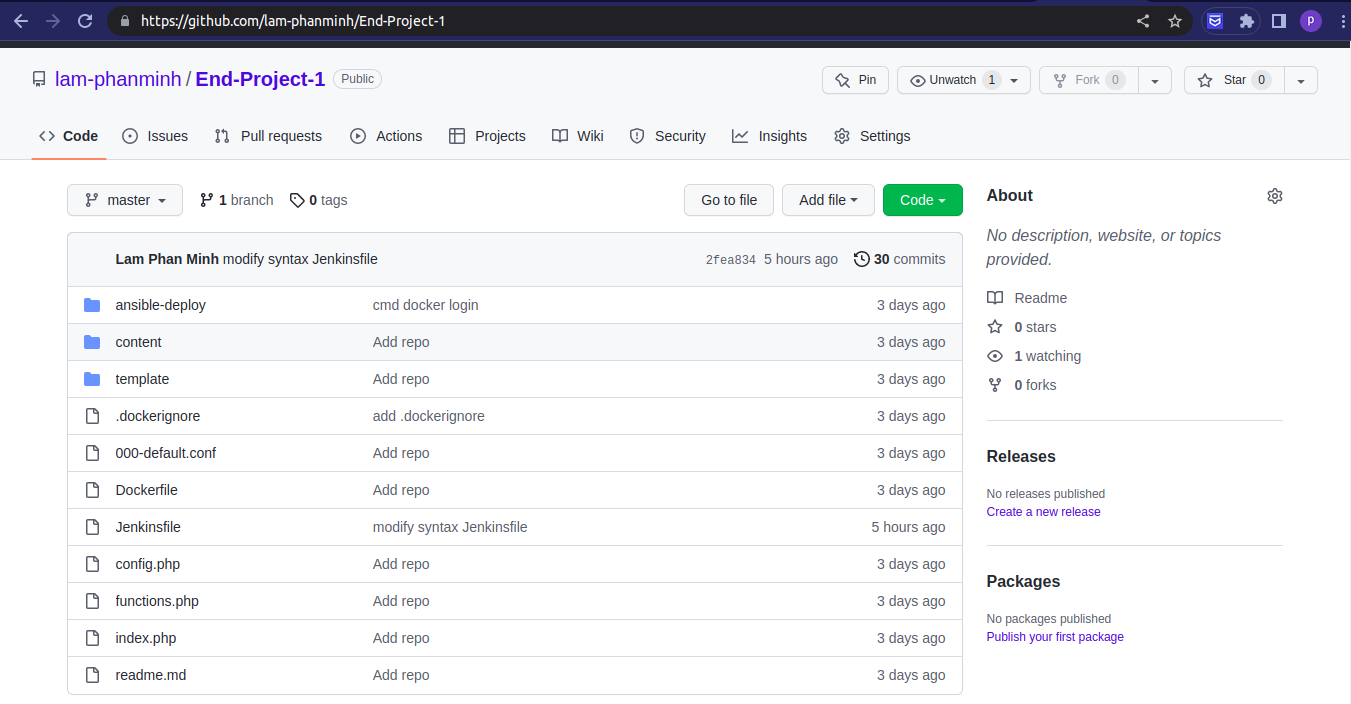 https://github.com/lam-phanminh/End-Project-1
p
lam-phanminh / End-Project-1 Public
Pin
Unwatch 1
Fork 0
Star 0
Code Issues Pull requests Actions Projects Wiki Security Insights Settings
master 1 branch 0 tags Go to file Add file Code
Lam Phan Minh modify syntax Jenkinsfile 2fea834 5 hours ago 30 commits
ansible-deploy cmd docker login 3 days ago
content Add repo 3 days ago
template Add repo 3 days ago
.dockerignore add .dockerignore 3 days ago
000-default.conf Add repo 3 days ago
Dockerfile Add repo 3 days ago
Jenkinsfile modify syntax Jenkinsfile 5 hours ago
config.php Add repo 3 days ago
functions.php Add repo 3 days ago
index.php Add repo 3 days ago
readme.md Add repo 3 days ago
About
No description, website, or topics
provided.
Readme
0 stars
1 watching
0 forks
Releases
No releases published
Create a new release
Packages
No packages published
Publish your first package